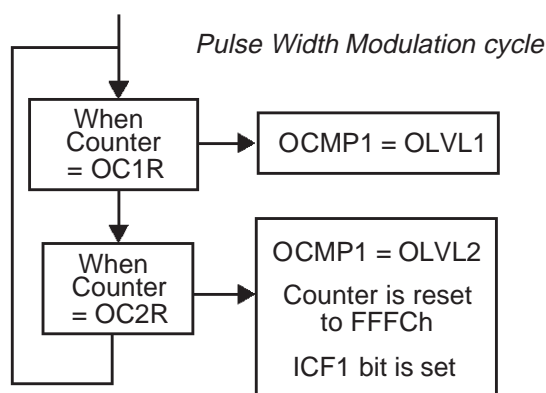 Pulse Width Modulation cycle
When
Counter
= OC1R
OCMP1 = OLVL1
When
Counter
= OC2R
OCMP1 = OLVL2
Counter is reset
to FFFCh
ICF1 bit is set